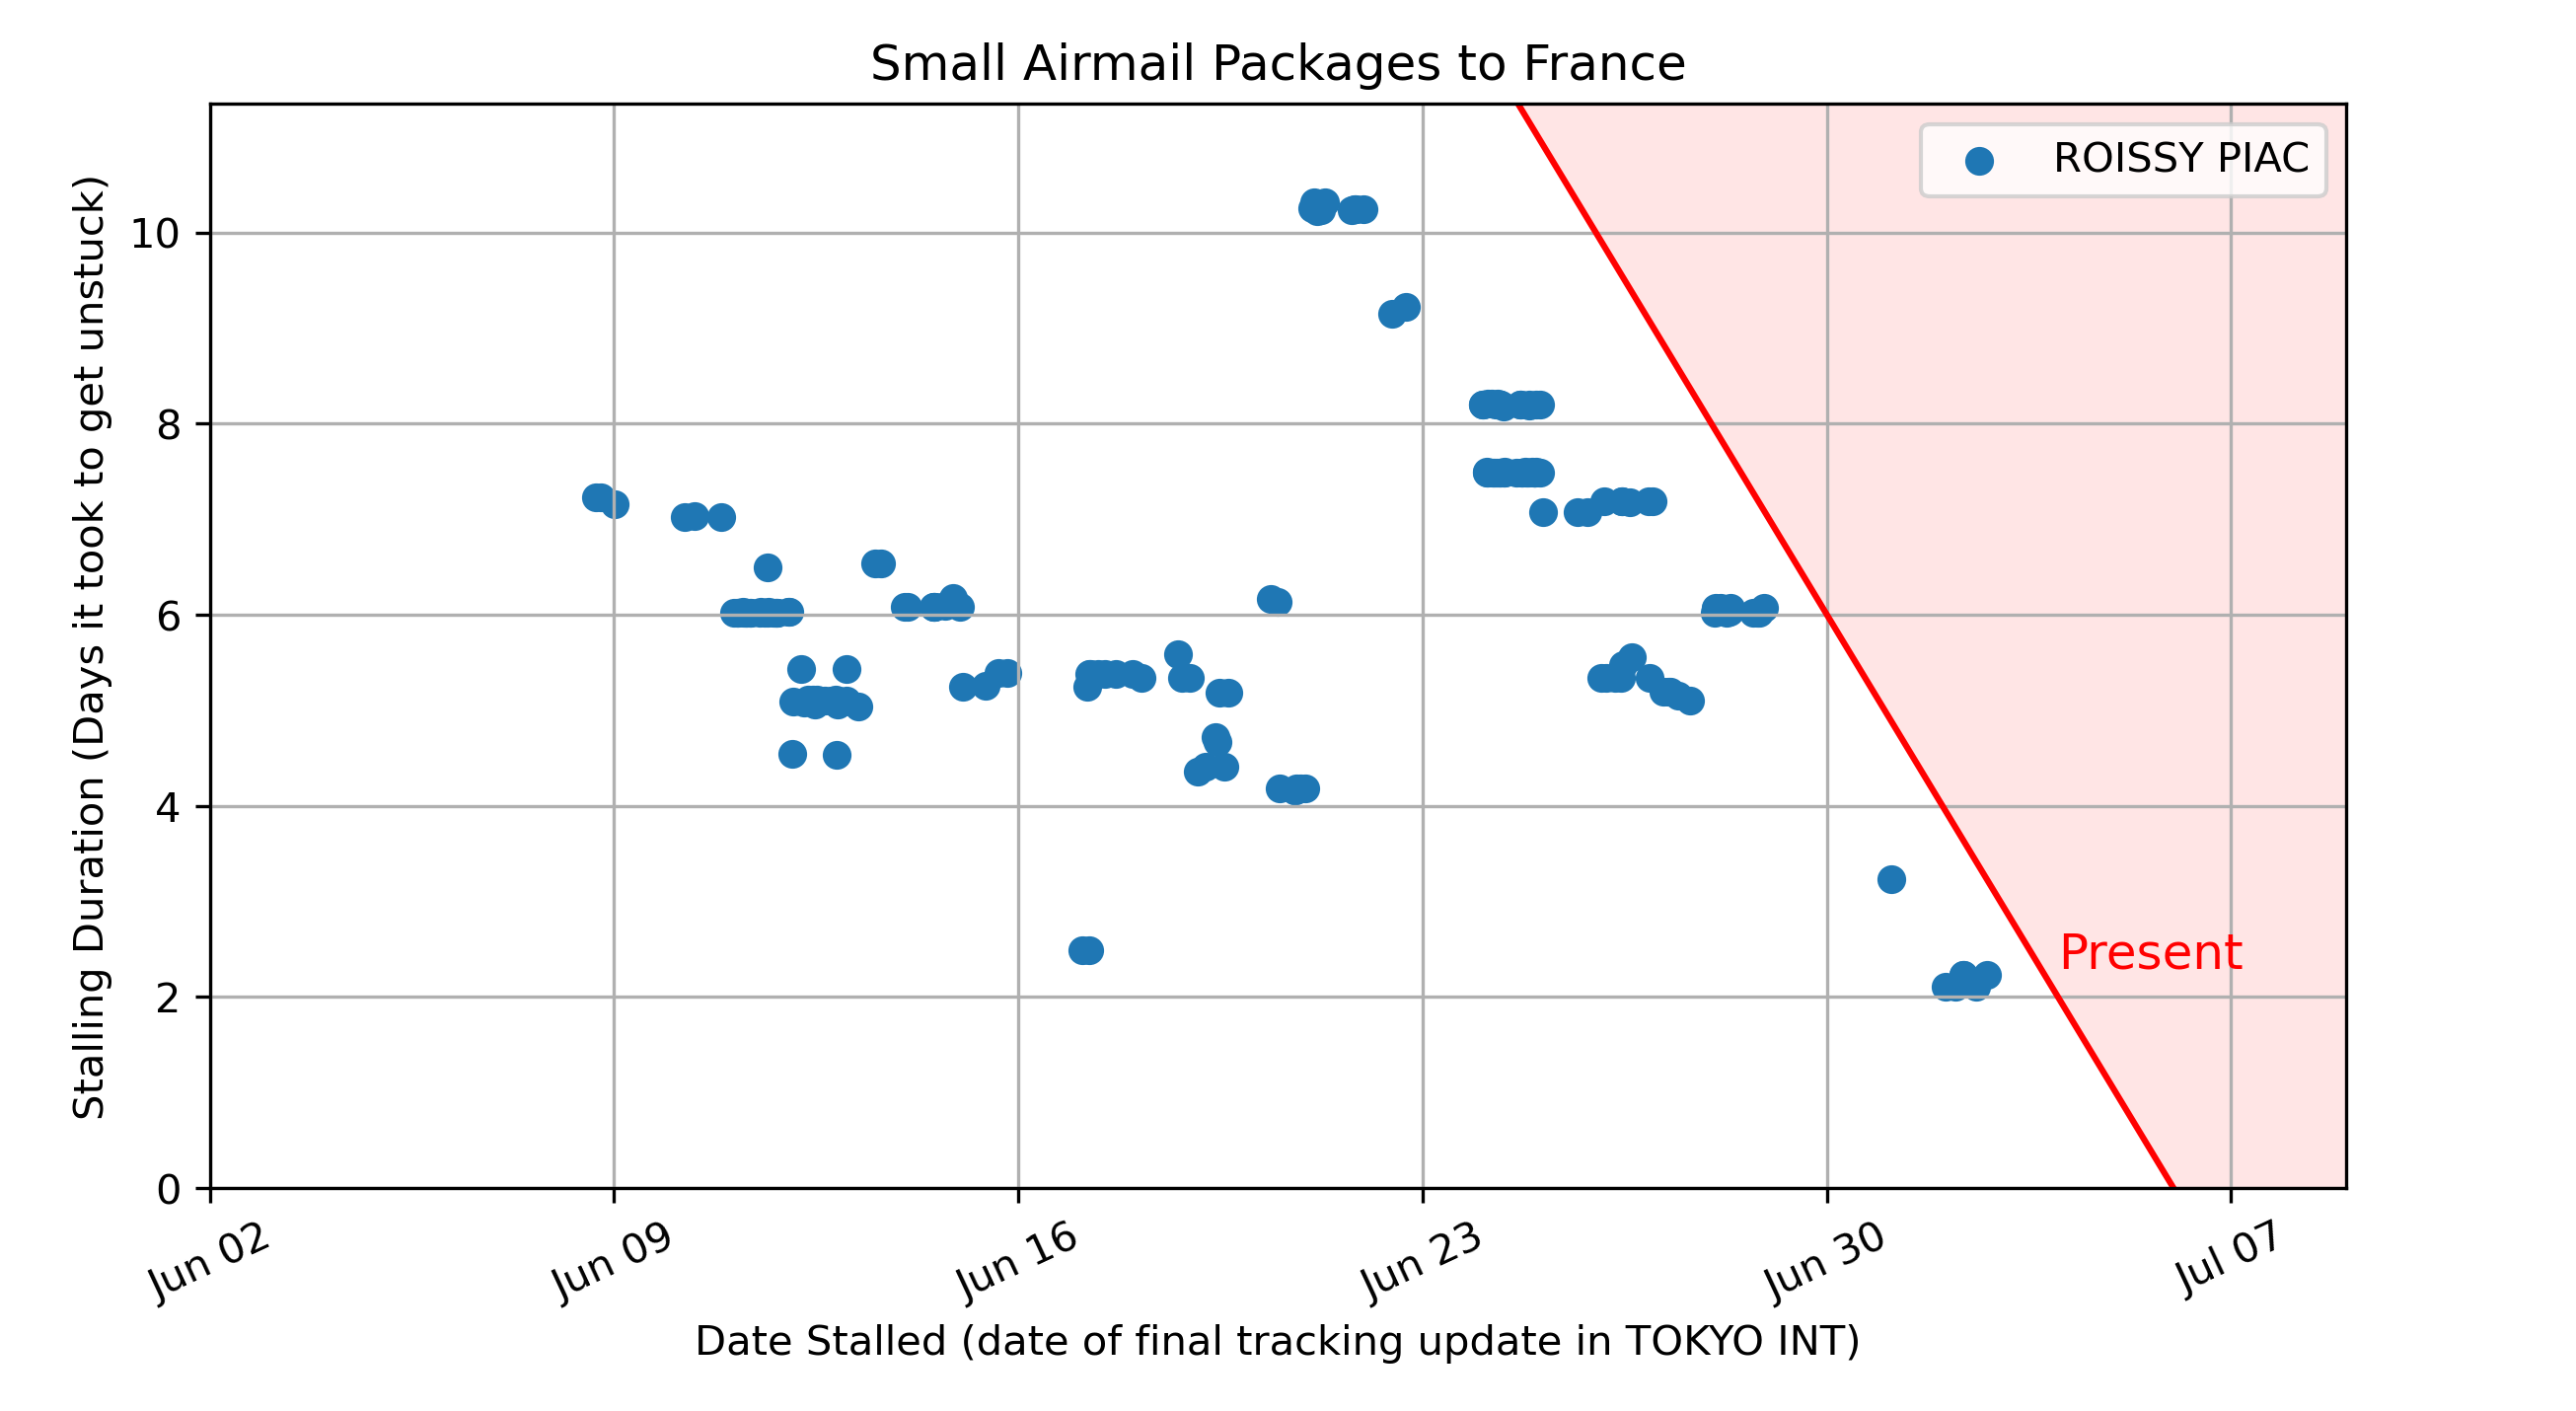 Small Airmail Packages to France
ROISSY PIAC
Stalling Duration (Days it took to get unstuck)
10
8
6
4
2
0
Present
Jun 02
Jun 09
Jun 16
Jun 23
Jun 30
Jul 07
Date Stalled (date of final tracking update in TOKYO INT)